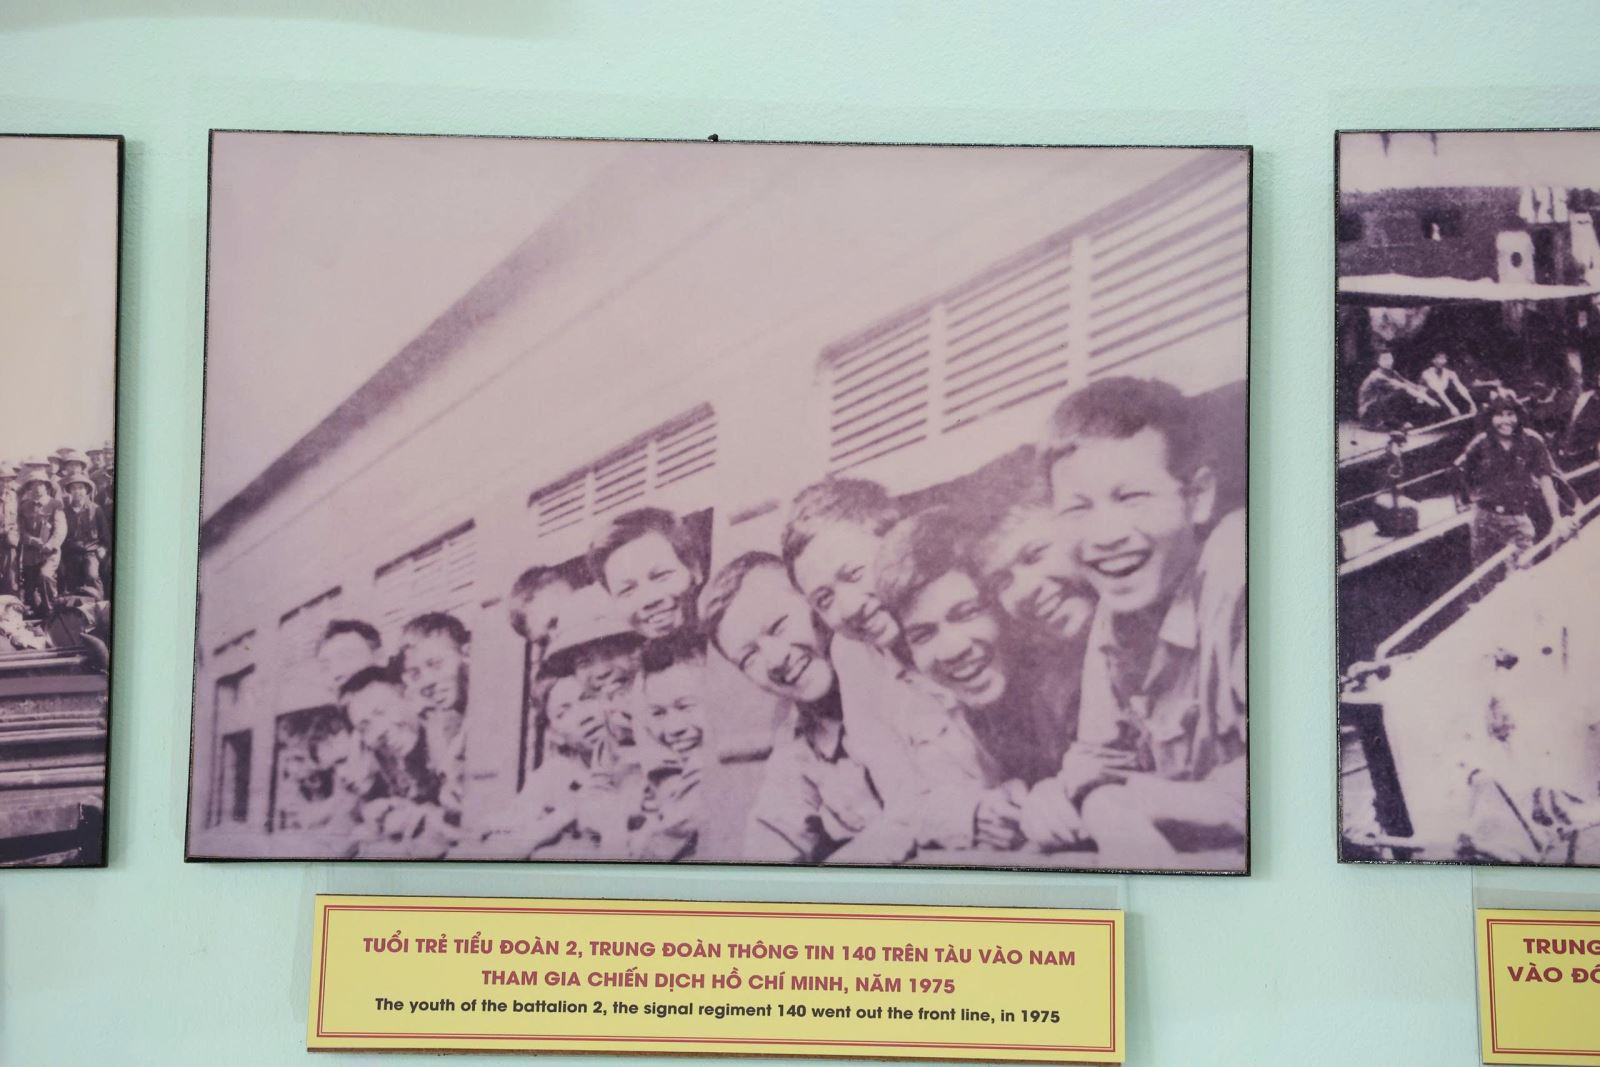 TUỔI TRẺ TIỂU ĐOÀN 2, TRUNG ĐOÀN THÔNG TIN 140 TRÊN TÀU VÀO NAM
THAM GIA CHIẾN DỊCH HỒ CHÍ MINH, NĂM 1975
The youth of the battalion 2, the signal regiment 140 went out the front line, in 1975
TRUNG
VÀO